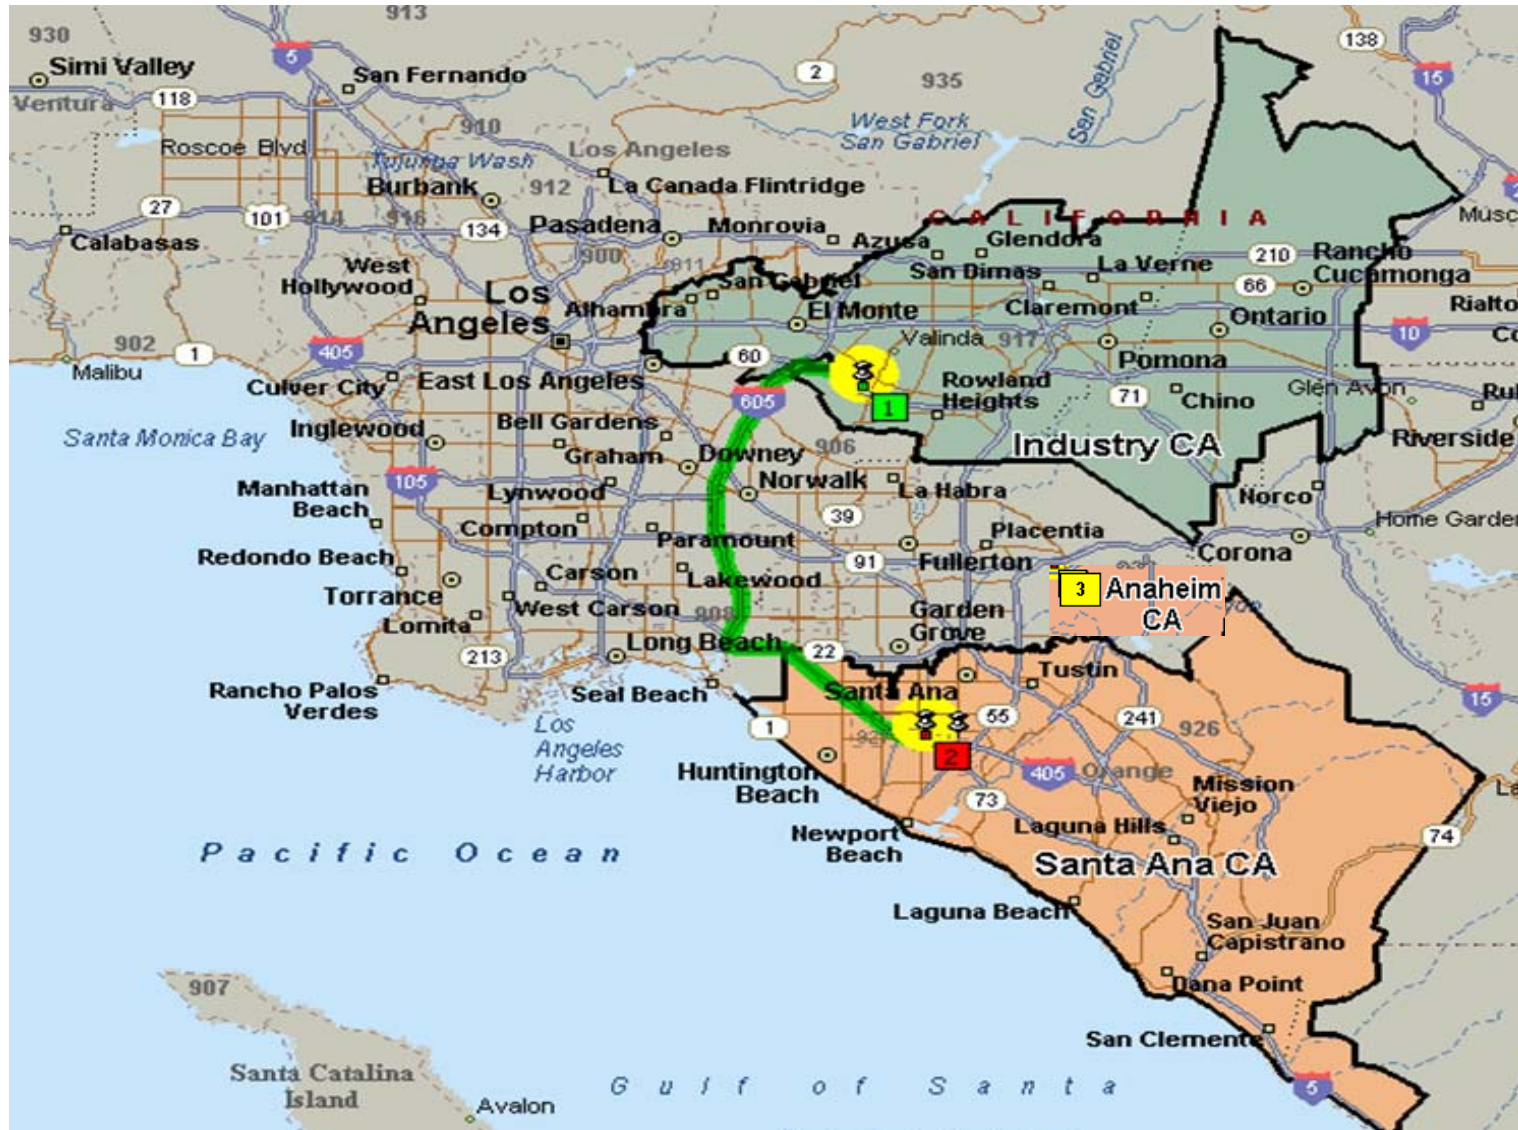 913
930
5
138
Simi Valley
San Fernando
2
935
San Gabriel
15
Ventura
118
910
West Fork
San Gabriel
Roscoe Blvd
Tujunga Wash
Los Angeles
Burbank
912
La Canada Flintridge
27
101
914
916
134
Pasadena
Monrovia
CALIFORNIA
Calabasas
Azusa
Glendora
210
Rancho
Cucamonga
West
Hollywood
900
911
San Gabriel
San Dimas
La Verne
66
Los
Angeles
Alhambra
El Monte
Claremont
Ontario
10
902
1
405
60
Valinda
917
Pomona
Malibu
Culver City
East Los Angeles
605
1
Rowland
Heights
71
Chino
Glen Avon
Santa Monica Bay
Inglewood
Bell Gardens
Graham
Downey
906
Industry CA
Riverside
105
Manhattan
Beach
Lynwood
Norwalk
La Habra
Norco
Compton
39
Placentia
Paramount
91
Fullerton
Corona
Redondo Beach
Carson
Lakewood
3
Anaheim
CA
Torrance
West Carson
908
Garden
Grove
Lomita
Long Beach
22
213
Rancho Palos
Verdes
Seal Beach
Santa Ana
Tustin
15
Los
Angeles
Harbor
1
55
241
926
2
Huntington
Beach
405
Orange
Mission
Viejo
73
Newport
Beach
Laguna Hills
74
Pacific Ocean
Santa Ana CA
Laguna Beach
San Juan
Capistrano
907
Dana Point
San Clemente
Santa Catalina
Island
Gulf of Santa
5
Avalon